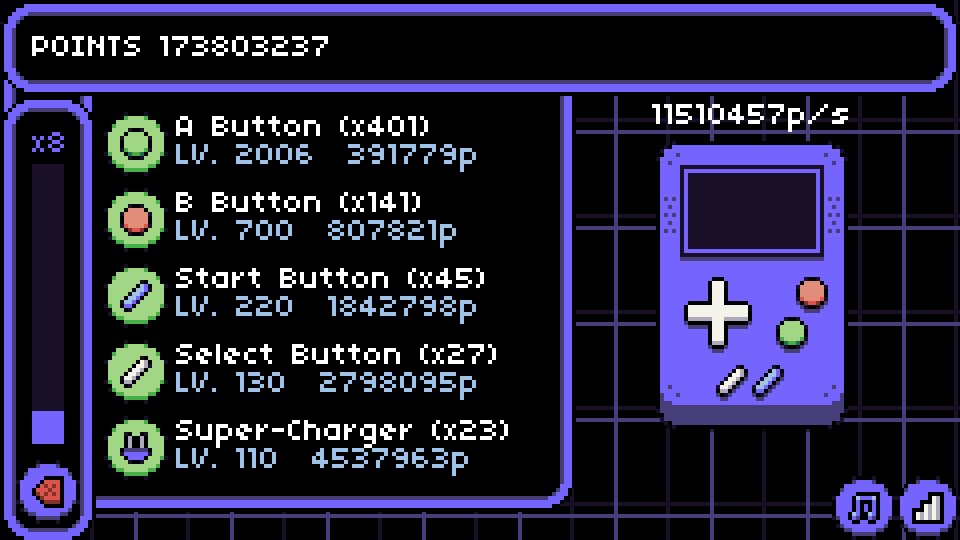 POINTS 173803237
x8
11510457p/s
A Button (x401)
LV. 2006 391779p
B Button (x141)
LV. 700 807821p
Start Button (x45)
LV. 220 1842798p
Select Button (x27)
LV. 130 2798095p
Super-Charger (x23)
LV. 110 4537963p